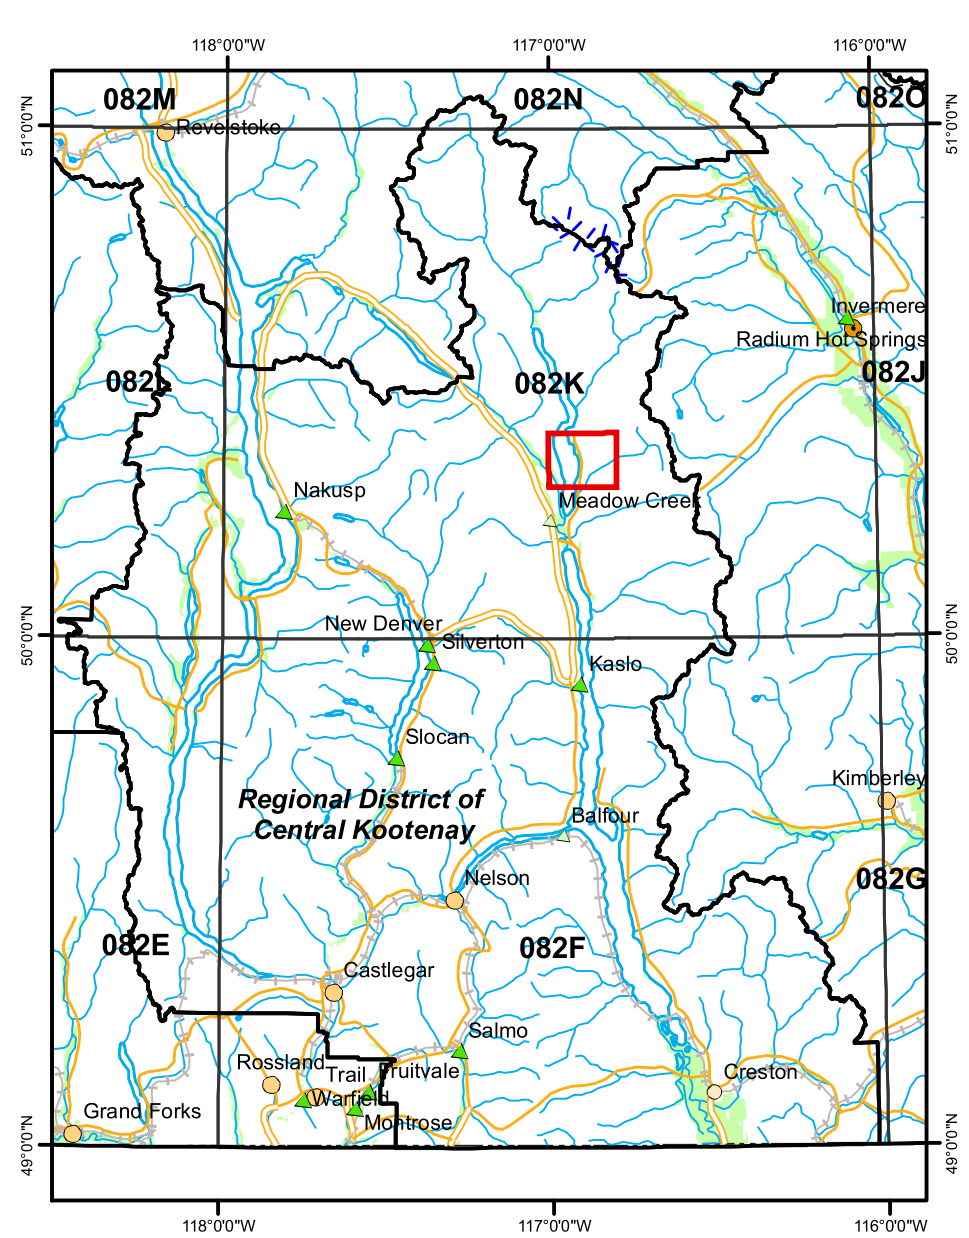 118°0'0"W 117°0'0"W 116°0'0"W
51°0'0"N
51°0'0"N
082M 082N 082O
Revelstoke
Invermere
Radium Hot Springs
082L 082K 082J
Nakusp
Meadow Creek
50°0'0"N
50°0'0"N
New Denver
Silverton
Kaslo
Slocan
Kimberley
Regional District of
Central Kootenay
Balfour
Nelson
082G
082E 082F
Castlegar
Salmo
Rossland
Trail
Fruitvale
Creston
Warfield
Grand Forks
Montrose
49°0'0"N
49°0'0"N
118°0'0"W 117°0'0"W 116°0'0"W